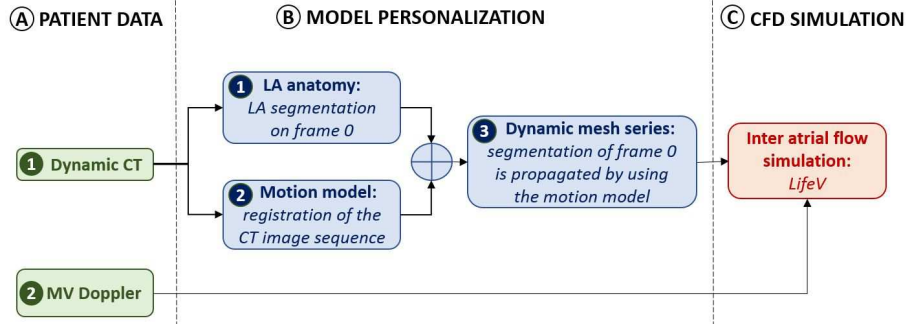 A PATIENT DATA
B MODEL PERSONALIZATION
C CFD SIMULATION
1 Dynamic CT
2 MV Doppler
1 LA anatomy:
LA segmentation
on frame 0
2 Motion model:
registration of the
CT image sequence
3 Dynamic mesh series:
segmentation of frame 0
is propagated by using
the motion model
Inter atrial flow
simulation:
LifeV